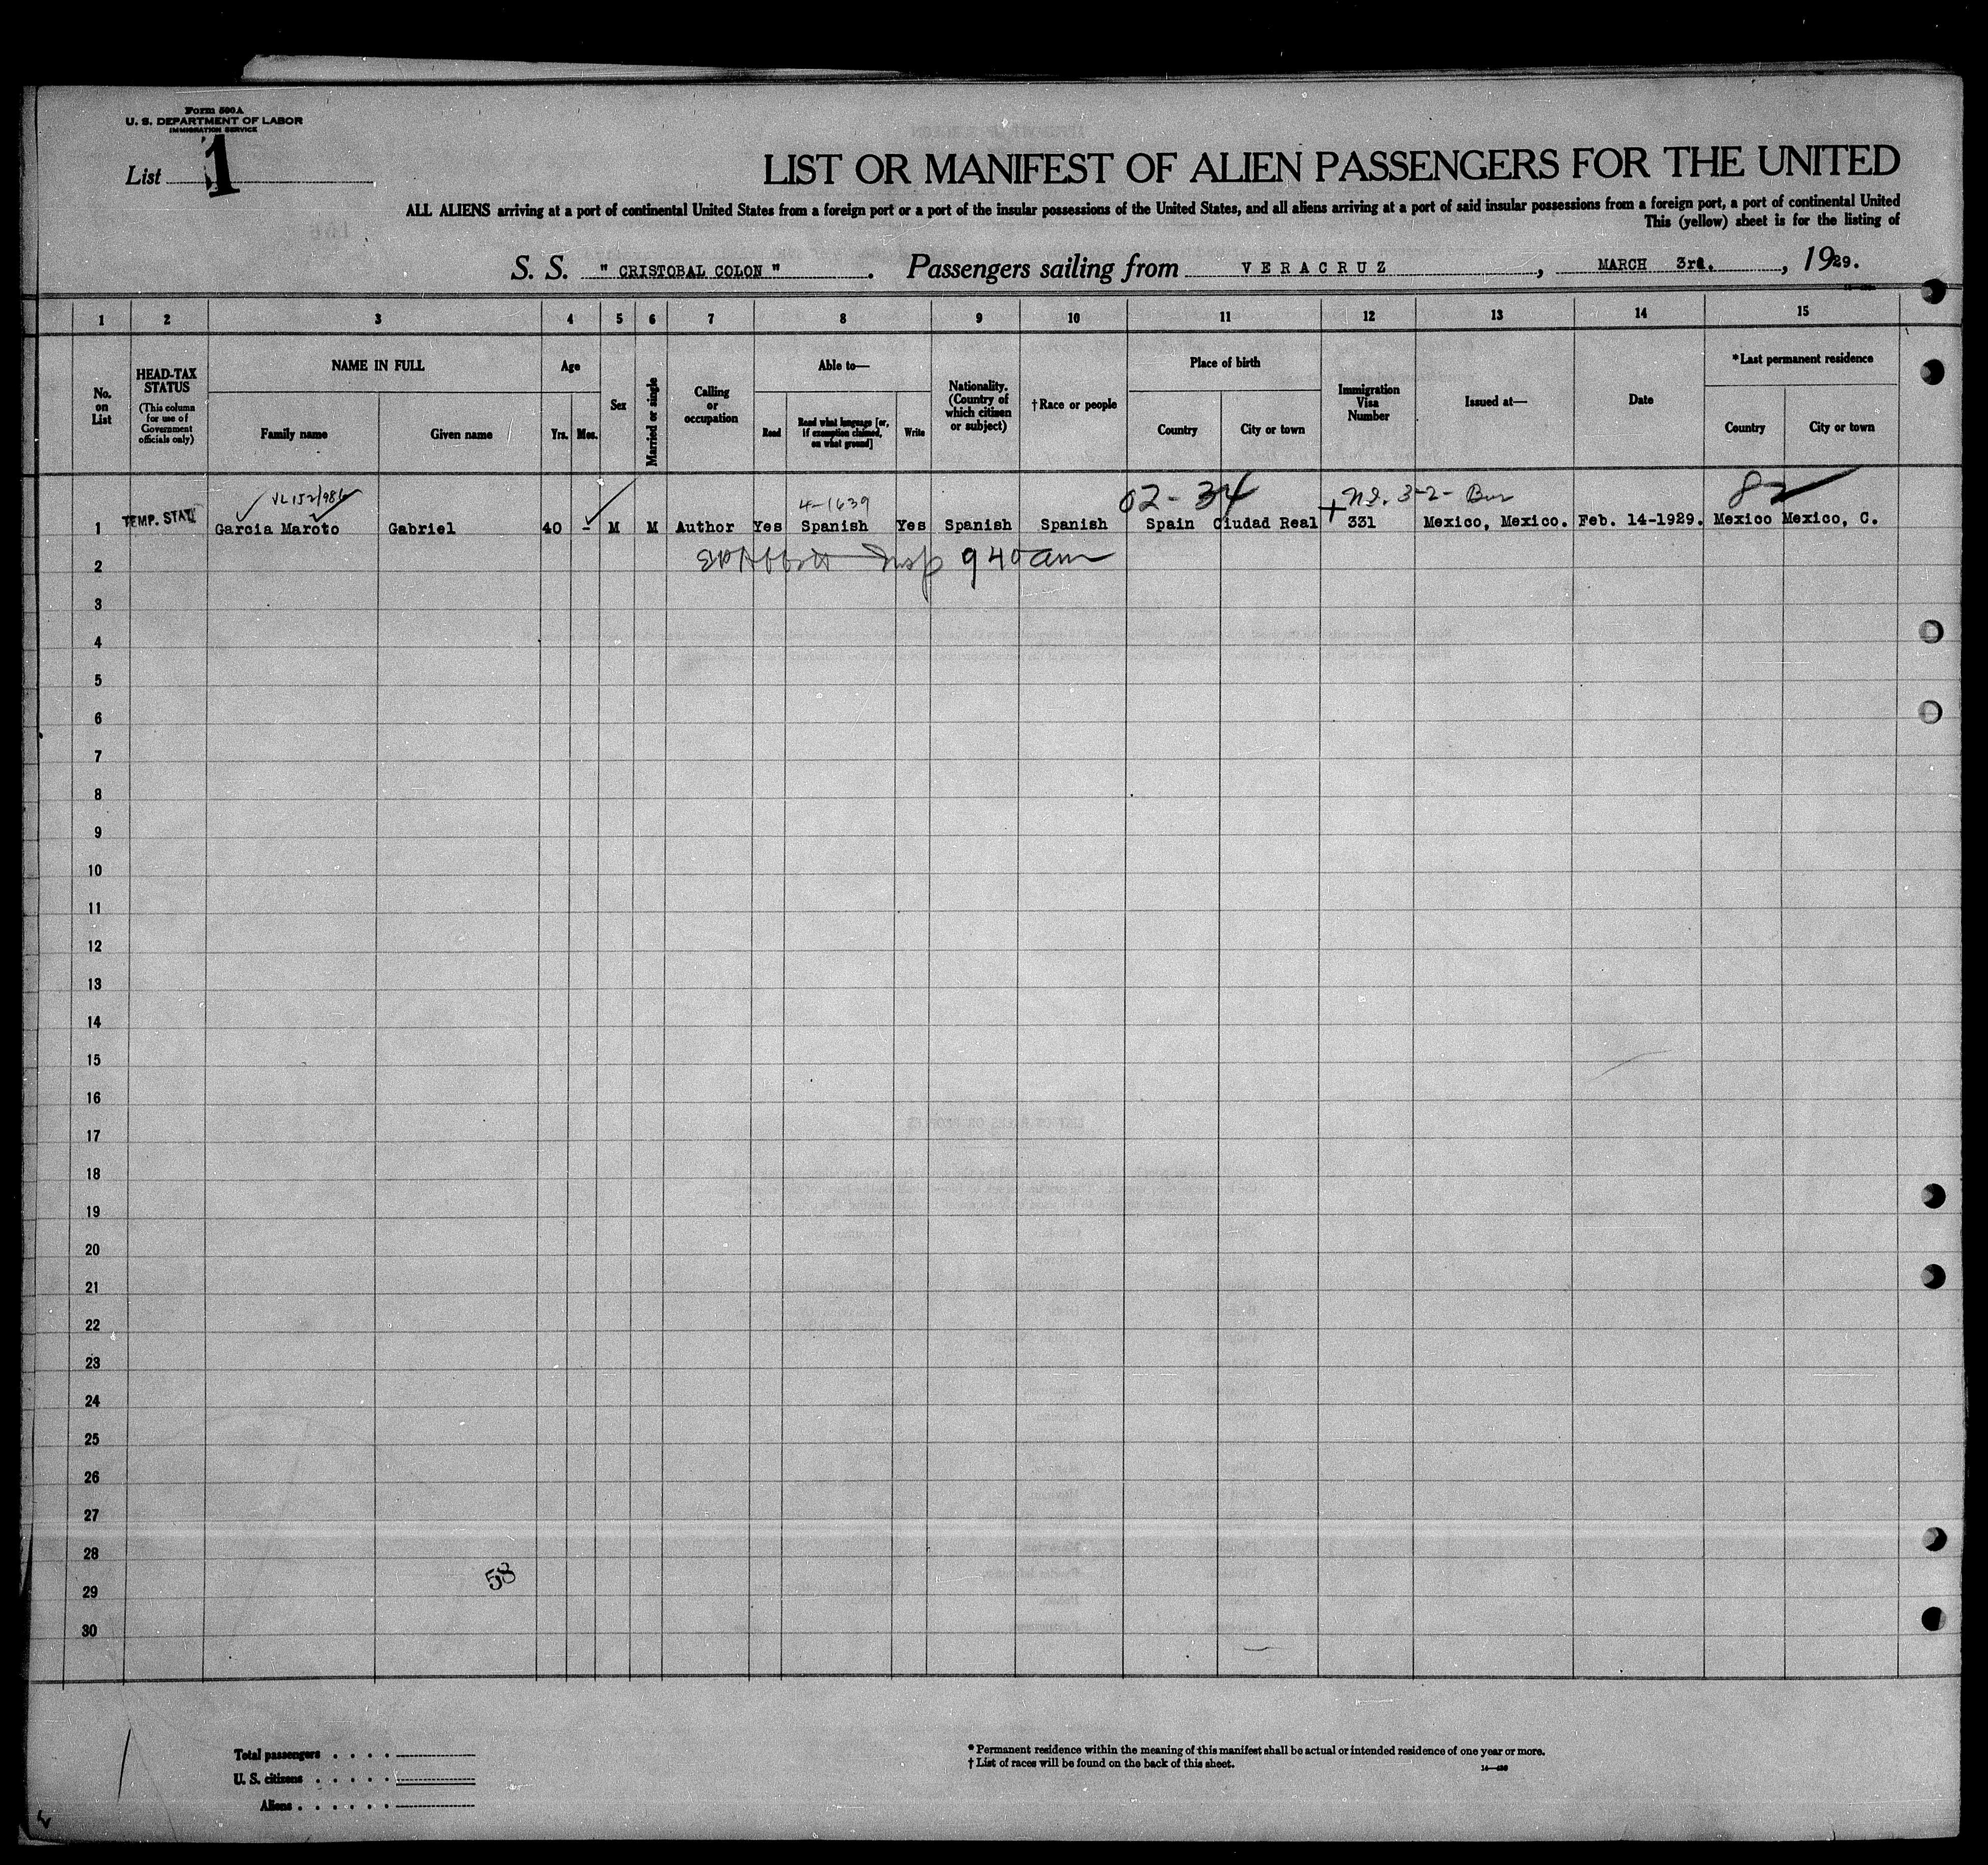 Form 500A
U. S. DEPARTMENT OF LABOR
IMMIGRATION SERVICE
List 1
LIST OR MANIFEST OF ALIEN PASSENGERS FOR THE UNITED
ALL ALIENS arriving at a port of continental United States from a foreign port or a port of the insular possessions of the United States, and all aliens arriving at a port of said insular possessions from a foreign port, a port of continental United
This (yellow) sheet is for the listing of
S. S. " CRISTOBAL COLON " . Passengers sailing from VERACRUZ , MARCH 3rd. , 1929.
1 2 3 4 5 6 7 8 9 10 11 12 13 14 15
No. on List
HEAD-TAX STATUS
(This column for use of Government officials only)
NAME IN FULL
Family name
Given name
Age
Yrs.
Mos.
Sex
Married or single
Calling or occupation
Able to—
Read
Read what language [or, if exemption claimed, on what ground]
Write
Nationality. (Country of which citizen or subject)
† Race or people
Place of birth
Country
City or town
Immigration Visa Number
Issued at—
Date
* Last permanent residence
Country
City or town
4-1639
02-34
82
1 TEMP. Garcia Maroto Gabriel 40 - M M Author Yes Spanish Yes Spanish Spanish Spain Ciudad Real 331 Mexico, Mexico. Feb. 14-1929. Mexico Mexico, C.
Insp 940am
2
3
4
5
6
7
8
9
10
11
12
13
14
15
16
17
18
19
20
21
22
23
24
25
26
27
28
58
29
30
Total passengers . . . .
U. S. citizens . . . . .
Aliens . . . . . .
* Permanent residence within the meaning of this manifest shall be actual or intended residence of one year or more.
† List of races will be found on the back of this sheet.